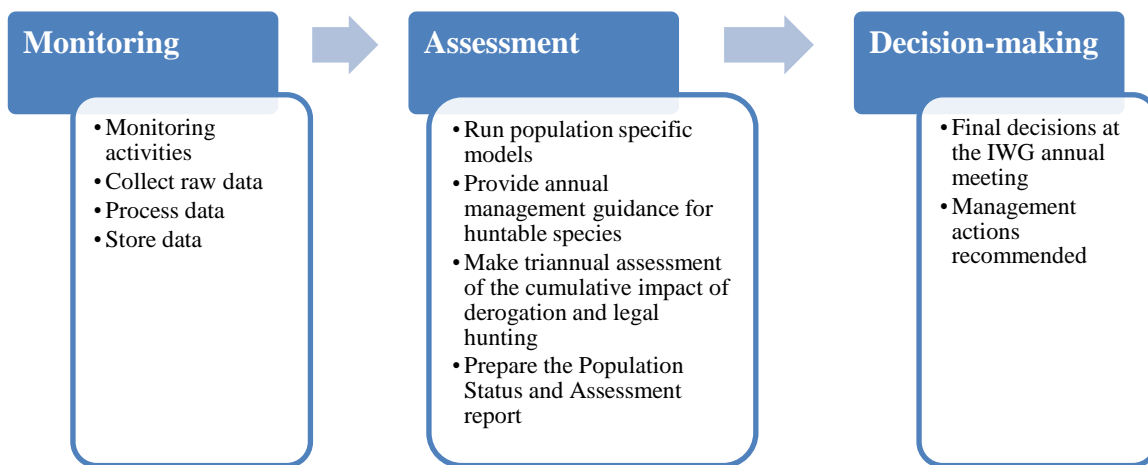 Monitoring
• Monitoring
activities
• Collect raw data
• Process data
• Store data
Assessment
• Run population specific
models
• Provide annual
management guidance for
huntable species
• Make triannual assessment
of the cumulative impact of
derogation and legal
hunting
• Prepare the Population
Status and Assessment
report
Decision-making
• Final decisions at
the IWG annual
meeting
• Management
actions
recommended